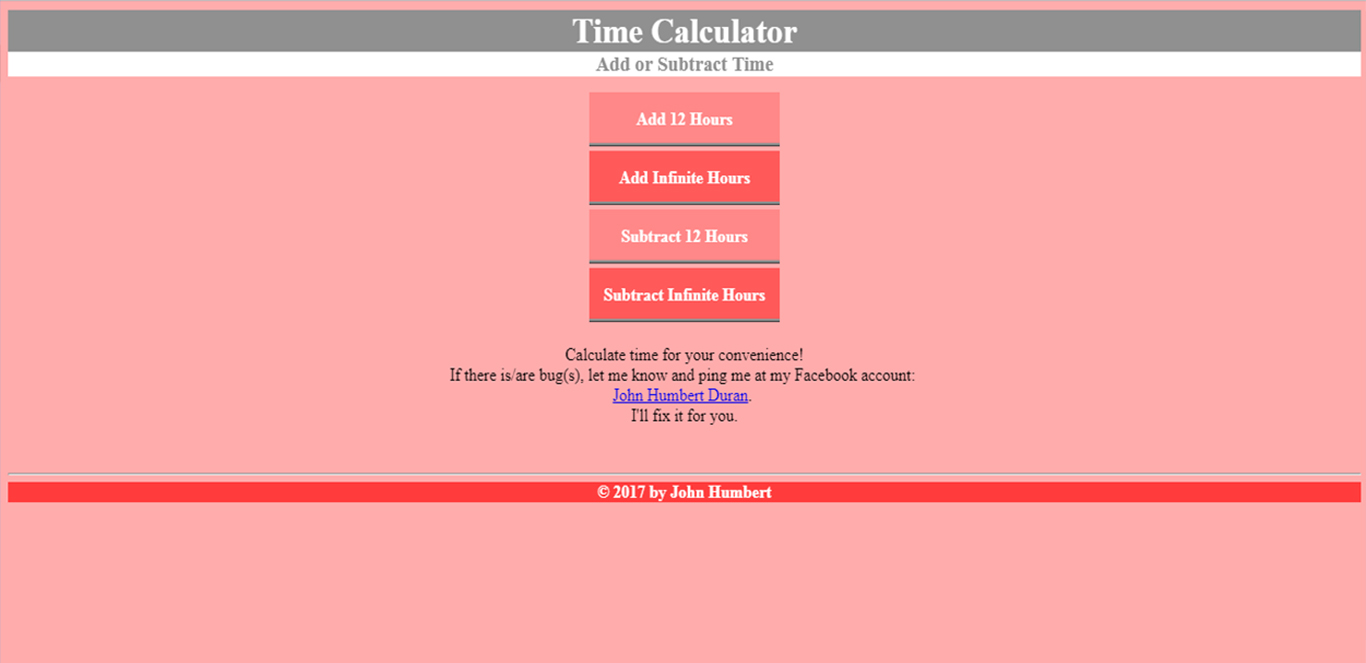 Time Calculator
Add or Subtract Time
Add 12 Hours
Add Infinite Hours
Subtract 12 Hours
Subtract Infinite Hours
Calculate time for your convenience!
If there is/are bug(s), let me know and ping me at my Facebook account:
John Humbert Duran.
I'll fix it for you.
© 2017 by John Humbert